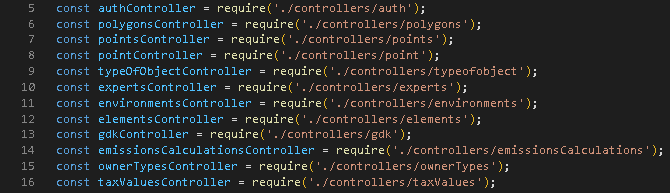 5 const authController = require('./controllers/auth');
6 const polygonsController = require('./controllers/polygons');
7 const pointsController = require('./controllers/points');
8 const pointController = require('./controllers/point');
9 const typeOfObjectController = require('./controllers/typeofobject');
10 const expertsController = require('./controllers/experts');
11 const environmentsController = require('./controllers/environments');
12 const elementsController = require('./controllers/elements');
13 const gdkController = require('./controllers/gdk');
14 const emissionsCalculationsController = require('./controllers/emissionsCalculations');
15 const ownerTypesController = require('./controllers/ownerTypes');
16 const taxValuesController = require('./controllers/taxValues');